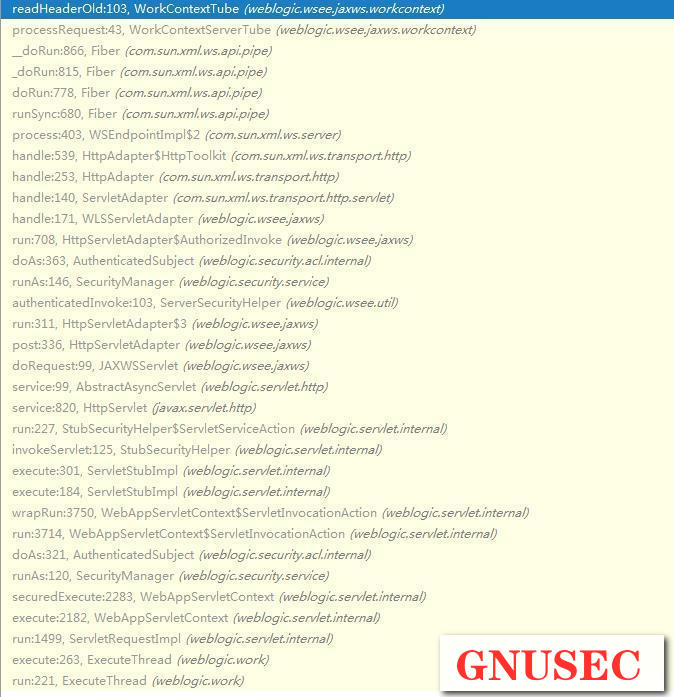 readHeaderOld:103, WorkContextTube (weblogic.wsee.jaxws.workcontext)
processRequest:43, WorkContextServerTube (weblogic.wsee.jaxws.workcontext)
__doRun:866, Fiber (com.sun.xml.ws.api.pipe)
_doRun:815, Fiber (com.sun.xml.ws.api.pipe)
doRun:778, Fiber (com.sun.xml.ws.api.pipe)
runSync:680, Fiber (com.sun.xml.ws.api.pipe)
process:403, WSEndpointImpl$2 (com.sun.xml.ws.server)
handle:539, HttpAdapter$HttpToolkit (com.sun.xml.ws.transport.http)
handle:253, HttpAdapter (com.sun.xml.ws.transport.http)
handle:140, ServletAdapter (com.sun.xml.ws.transport.http.servlet)
handle:171, WLSServletAdapter (weblogic.wsee.jaxws)
run:708, HttpServletAdapter$AuthorizedInvoke (weblogic.wsee.jaxws)
doAs:363, AuthenticatedSubject (weblogic.security.acl.internal)
runAs:146, SecurityManager (weblogic.security.service)
authenticatedInvoke:103, ServerSecurityHelper (weblogic.wsee.util)
run:311, HttpServletAdapter$3 (weblogic.wsee.jaxws)
post:336, HttpServletAdapter (weblogic.wsee.jaxws)
doRequest:99, JAXWSServlet (weblogic.wsee.jaxws)
service:99, AbstractAsyncServlet (weblogic.servlet.http)
service:820, HttpServlet (javax.servlet.http)
run:227, StubSecurityHelper$ServletServiceAction (weblogic.servlet.internal)
invokeServlet:125, StubSecurityHelper (weblogic.servlet.internal)
execute:301, ServletStubImpl (weblogic.servlet.internal)
execute:184, ServletStubImpl (weblogic.servlet.internal)
wrapRun:3750, WebAppServletContext$ServletInvocationAction (weblogic.servlet.internal)
run:3714, WebAppServletContext$ServletInvocationAction (weblogic.servlet.internal)
doAs:321, AuthenticatedSubject (weblogic.security.acl.internal)
runAs:120, SecurityManager (weblogic.security.service)
securedExecute:2283, WebAppServletContext (weblogic.servlet.internal)
execute:2182, WebAppServletContext (weblogic.servlet.internal)
run:1499, ServletRequestImpl (weblogic.servlet.internal)
execute:263, ExecuteThread (weblogic.work)
run:221, ExecuteThread (weblogic.work)
GNUSEC